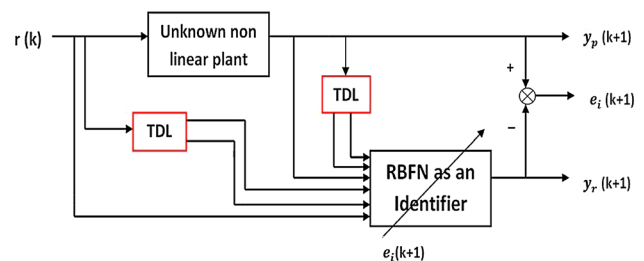 r (k)
Unknown non
linear plant
y_p (k+1)
+
TDL
e_i (k+1)
TDL
−
RBFN as an
Identifier
y_r (k+1)
e_i(k+1)